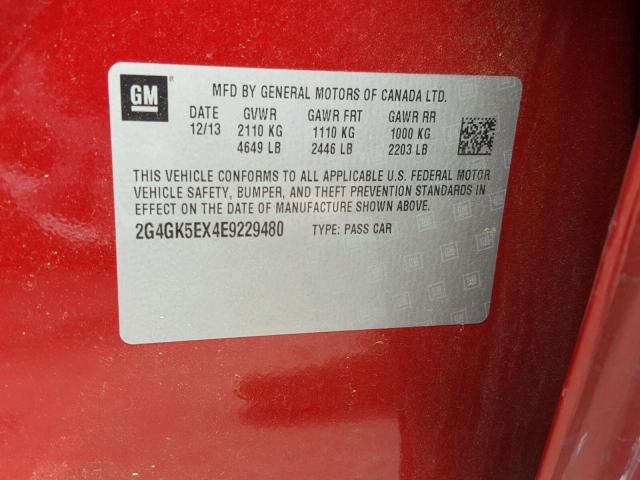 GM
MFD BY GENERAL MOTORS OF CANADA LTD.
DATE GVWR GAWR FRT GAWR RR
12/13 2110 KG 1110 KG 1000 KG
4649 LB 2446 LB 2203 LB
THIS VEHICLE CONFORMS TO ALL APPLICABLE U.S. FEDERAL MOTOR
VEHICLE SAFETY, BUMPER, AND THEFT PREVENTION STANDARDS IN
EFFECT ON THE DATE OF MANUFACTURE SHOWN ABOVE.
2G4GK5EX4E9229480 TYPE: PASS CAR